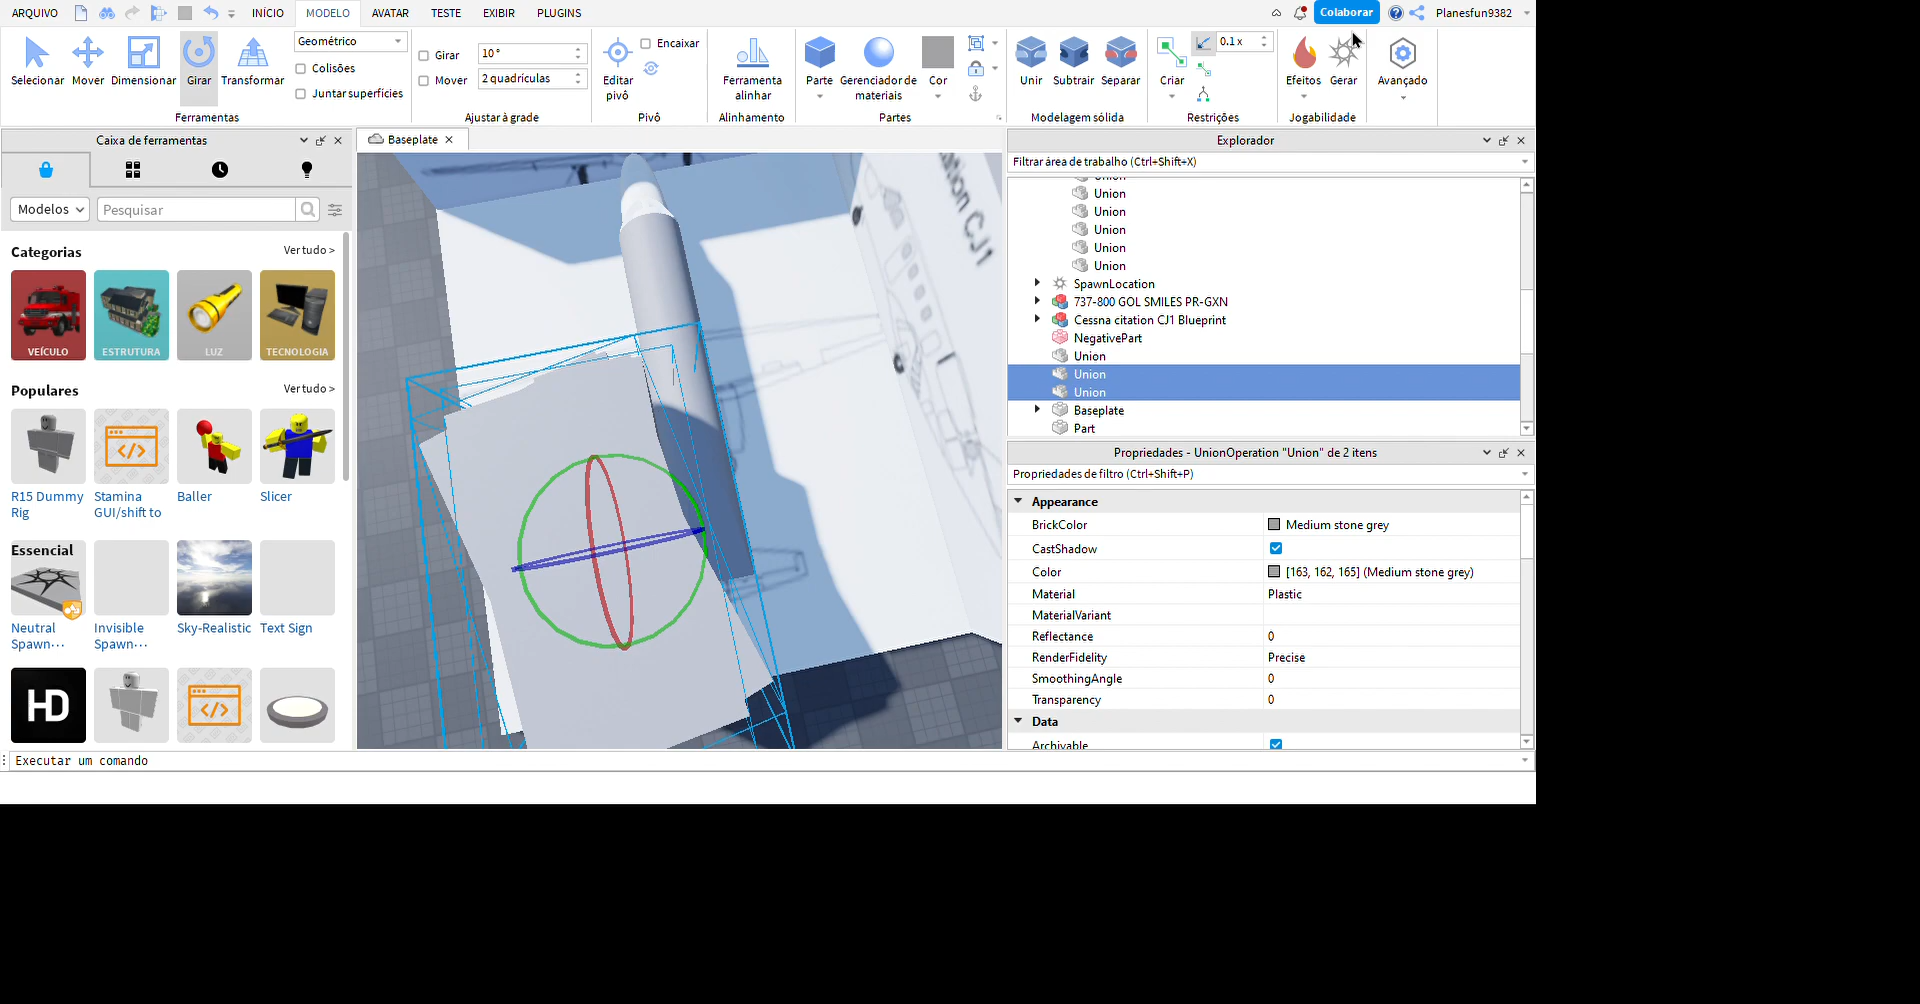 ARQUIVO INÍCIO MODELO AVATAR TESTE EXIBIR PLUGINS Colaborar Planesfun9382
Selecionar Mover Dimensionar Girar Transformar
Geométrico
Colisões
Juntar superfícies
Ferramentas
Girar 10 °
Mover 2 quadrículas
Ajustar à grade
Editar pivô
Encaixar
Pivô
Ferramenta alinhar
Alinhamento
Parte
Gerenciador de materiais
Cor
Partes
Unir Subtrair Separar
Modelagem sólida
Criar
0.1 x
Restrições
Efeitos Gerar
Jogabilidade
Avançado
Caixa de ferramentas
Modelos Pesquisar
Categorias Ver tudo >
VEÍCULO ESTRUTURA LUZ TECNOLOGIA
Populares Ver tudo >
R15 Dummy Rig
Stamina GUI/shift to
Baller
Slicer
Essencial
Neutral Spawn···
Invisible Spawn···
Sky-Realistic
Text Sign
HD
Baseplate
tion CJ1
Explorador
Filtrar área de trabalho (Ctrl+Shift+X)
Union
Union
Union
Union
Union
Union
SpawnLocation
737-800 GOL SMILES PR-GXN
Cessna citation CJ1 Blueprint
NegativePart
Union
Union
Union
Baseplate
Part
Propriedades - UnionOperation "Union" de 2 itens
Propriedades de filtro (Ctrl+Shift+P)
Appearance
BrickColor Medium stone grey
CastShadow
Color [163, 162, 165] (Medium stone grey)
Material Plastic
MaterialVariant
Reflectance 0
RenderFidelity Precise
SmoothingAngle 0
Transparency 0
Data
Archivable
Executar um comando